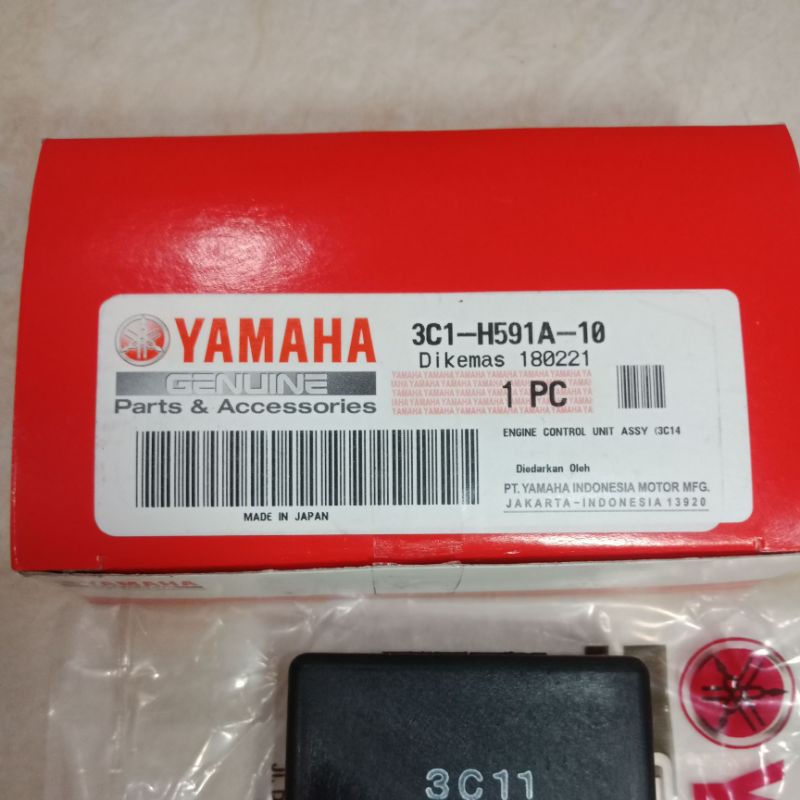 YAMAHA
GENUINE
Parts & Accessories
3C1-H591A-10
Dikemas 180221
1 PC
ENGINE CONTROL UNIT ASSY (3C14
Diedarkan Oleh
PT. YAMAHA INDONESIA MOTOR MFG.
JAKARTA-INDONESIA 13920
MADE IN JAPAN
YAMAHA
3C11